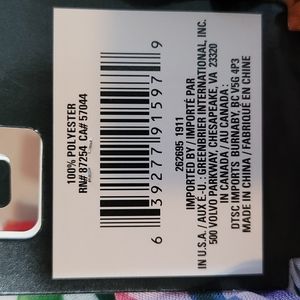 100% POLYESTER
RN# 87254 CA# 57044
6 39277 91597 9
262695 1911
IMPORTED BY / IMPORTÉ PAR
IN U.S.A. / AUX É.-U. : GREENBRIER INTERNATIONAL, INC.
500 VOLVO PARKWAY, CHESAPEAKE, VA 23320
IN CANADA / AU CANADA :
DTSC IMPORTS BURNABY, BC V5G 4P3
MADE IN CHINA / FABRIQUÉ EN CHINE